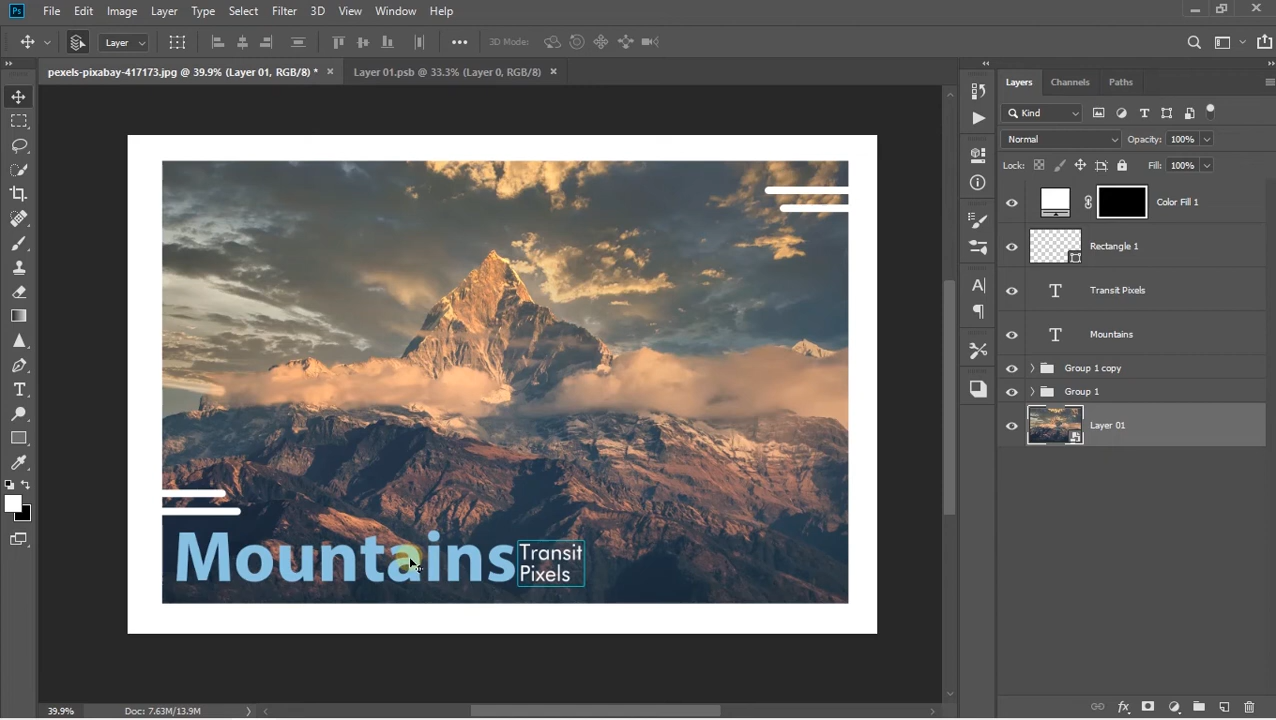 Ps File Edit Image Layer Type Select Filter 3D View Window Help
Layer 3D Mode:
pexels-pixabay-417173.jpg @ 39.9% (Layer 01, RGB/8) * × Layer 01.psb @ 33.3% (Layer 0, RGB/8) ×
Layers Channels Paths
Kind
Normal Opacity: 100%
Lock: Fill: 100%
Color Fill 1
Rectangle 1
Transit Pixels
Mountains
Group 1 copy
Group 1
Layer 01
Mountains
Transit
Pixels
39.9% Doc: 7.63M/13.9M